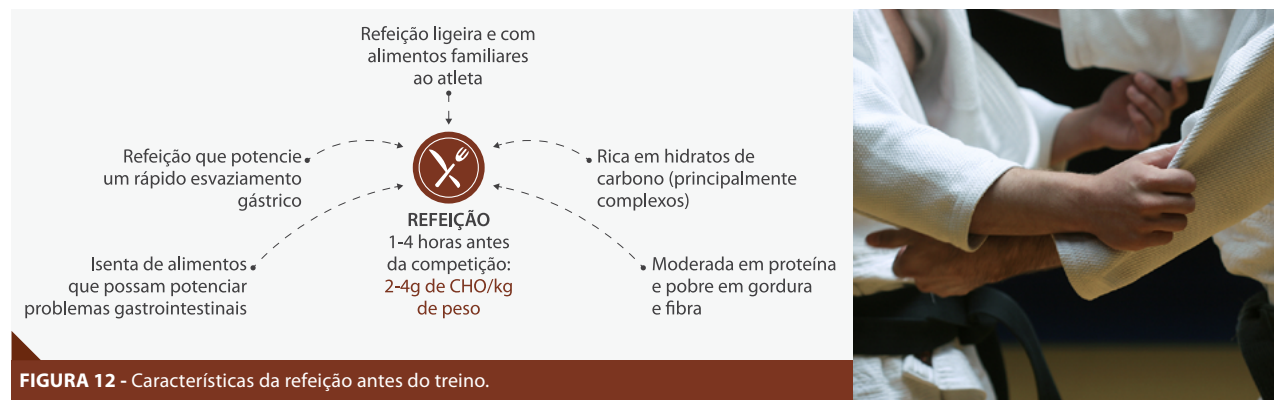 Refeição ligeira e com
alimentos familiares
ao atleta
Refeição que potencie
um rápido esvaziamento
gástrico
Rica em hidratos de
carbono (principalmente
complexos)
REFEIÇÃO
1-4 horas antes
da competição:
2-4g de CHO/kg
de peso
Isenta de alimentos
que possam potenciar
problemas gastrointestinais
Moderada em proteína
e pobre em gordura
e fibra
FIGURA 12 - Características da refeição antes do treino.